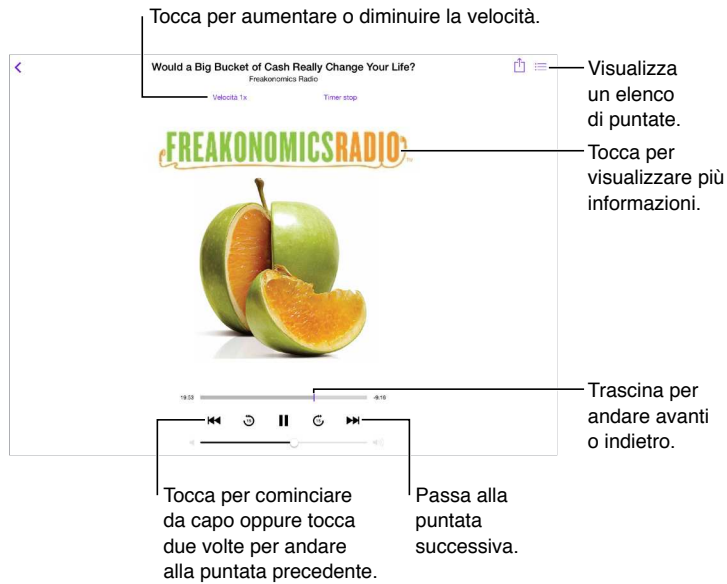 Tocca per aumentare o diminuire la velocità.
Would a Big Bucket of Cash Really Change Your Life?
Freakonomics Radio
Velocità 1x
Timer stop
Visualizza
un elenco
di puntate.
FREAKONOMICSRADIO
Tocca per
visualizzare più
informazioni.
19:53
-9:16
Trascina per
andare avanti
o indietro.
15
15
Tocca per cominciare
da capo oppure tocca
due volte per andare
alla puntata precedente.
Passa alla
puntata
successiva.